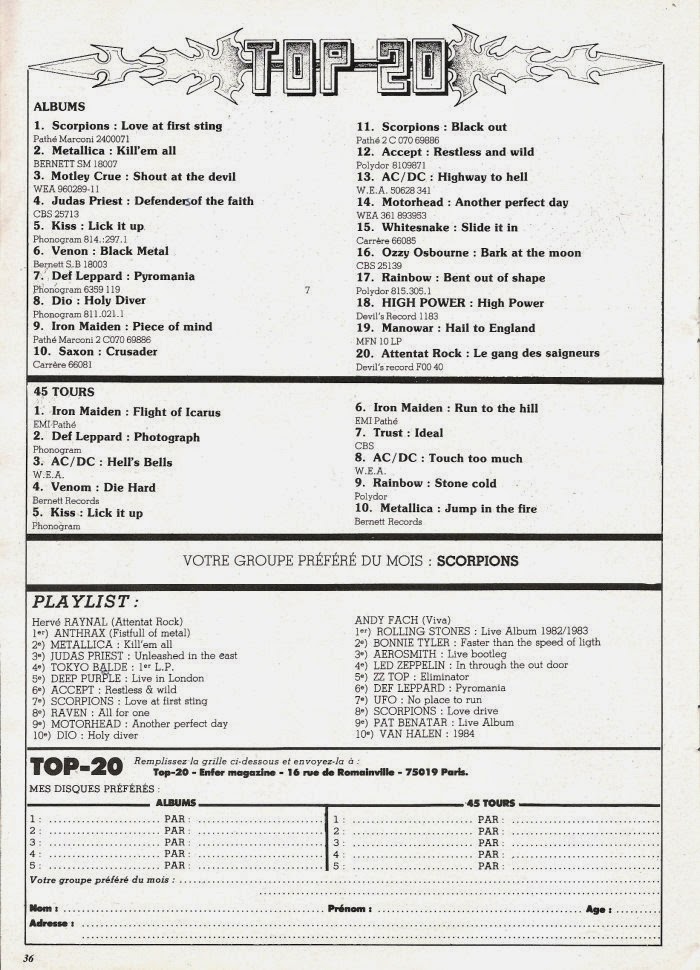 TOP-20
ALBUMS
1. Scorpions : Love at first sting
Pathé Marconi 2400071
2. Metallica : Kill'em all
BERNETT SM 18007
3. Motley Crue : Shout at the devil
WEA 960289-11
4. Judas Priest : Defender of the faith
CBS 25713
5. Kiss : Lick it up
Phonogram 814.:297.1
6. Venon : Black Metal
Bernett S.B 18003
7. Def Leppard : Pyromania
Phonogram 6359 119
8. Dio : Holy Diver
Phonogram 811.021.1
9. Iron Maiden : Piece of mind
Pathé Marconi 2 C070 69886
10. Saxon : Crusader
Carrère 66081
7
11. Scorpions : Black out
Pathé 2 C 070 69886
12. Accept : Restless and wild
Polydor 8109871
13. AC/DC : Highway to hell
W.E.A. 50628 341
14. Motorhead : Another perfect day
WEA 361 893953
15. Whitesnake : Slide it in
Carrère 66085
16. Ozzy Osbourne : Bark at the moon
CBS 25139
17. Rainbow : Bent out of shape
Polydor 815.305.1
18. HIGH POWER : High Power
Devil's Record 1183
19. Manowar : Hail to England
MFN 10 LP
20. Attentat Rock : Le gang des saigneurs
Devil's record F00 40
45 TOURS
1. Iron Maiden : Flight of Icarus
EMI Pathé
2. Def Leppard : Photograph
Phonogram
3. AC/DC : Hell's Bells
W.E.A.
4. Venom : Die Hard
Bernett Records
5. Kiss : Lick it up
Phonogram
6. Iron Maiden : Run to the hill
EMI Pathé
7. Trust : Ideal
CBS
8. AC/DC : Touch too much
W.E.A.
9. Rainbow : Stone cold
Polydor
10. Metallica : Jump in the fire
Bernett Records
VOTRE GROUPE PRÉFÉRÉ DU MOIS : SCORPIONS
PLAYLIST :
Hervé RAYNAL (Attentat Rock)
1er) ANTHRAX (Fistfull of metal)
2e) METALLICA : Kill'em all
3e) JUDAS PRIEST : Unleashed in the east
4e) TOKYO BALDE : 1er L.P.
5e) DEEP PURPLE : Live in London
6e) ACCEPT : Restless & wild
7e) SCORPIONS : Love at first sting
8e) RAVEN : All for one
9e) MOTORHEAD : Another perfect day
10e) DIO : Holy diver
ANDY FACH (Viva)
1er) ROLLING STONES : Live Album 1982/1983
2e) BONNIE TYLER : Faster than the speed of ligth
3e) AEROSMITH : Live bootleg
4e) LED ZEPPELIN : In through the out door
5e) ZZ TOP : Eliminator
6e) DEF LEPPARD : Pyromania
7e) UFO : No place to run
8e) SCORPIONS : Love drive
9e) PAT BENATAR : Live Album
10e) VAN HALEN : 1984
TOP-20 Remplissez la grille ci-dessous et envoyez-la à :
Top-20 - Enfer magazine - 16 rue de Romainville - 75019 Paris.
MES DISQUES PRÉFÉRÉS :
ALBUMS
1 : PAR :
2 : PAR :
3 : PAR :
4 : PAR :
5 : PAR :
45 TOURS
1 : PAR :
2 : PAR :
3 : PAR :
4 : PAR :
5 : PAR :
Votre groupe préféré du mois :
Nom : Prénom : Age :
Adresse :
36